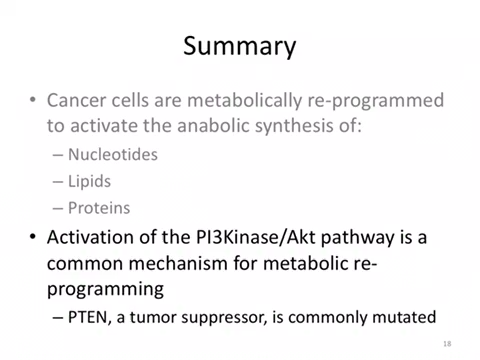 Summary
• Cancer cells are metabolically re-programmed
to activate the anabolic synthesis of:
– Nucleotides
– Lipids
– Proteins
• Activation of the PI3Kinase/Akt pathway is a
common mechanism for metabolic re-
programming
– PTEN, a tumor suppressor, is commonly mutated
18